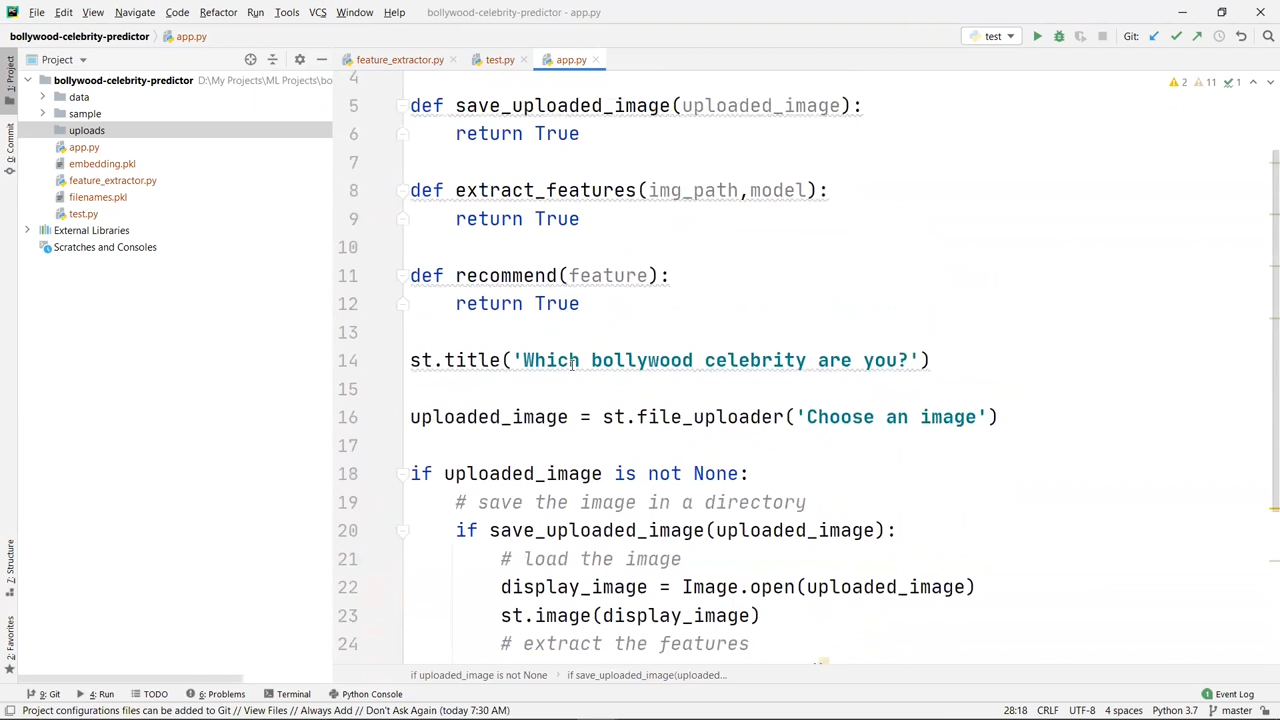 File Edit View Navigate Code Refactor Run Tools VCS Window Help bollywood-celebrity-predictor - app.py
bollywood-celebrity-predictor app.py test Git:
Project feature_extractor.py test.py app.py
2 11 1
1: Project
0: Commit
7: Structure
2: Favorites
bollywood-celebrity-predictor D:\My Projects\ML Projects\bo
data
sample
uploads
app.py
embedding.pkl
feature_extractor.py
filenames.pkl
test.py
External Libraries
Scratches and Consoles
4
5 def save_uploaded_image(uploaded_image):
6 return True
7
8 def extract_features(img_path,model):
9 return True
10
11 def recommend(feature):
12 return True
13
14 st.title('Which bollywood celebrity are you?')
15
16 uploaded_image = st.file_uploader('Choose an image')
17
18 if uploaded_image is not None:
19 # save the image in a directory
20 if save_uploaded_image(uploaded_image):
21 # load the image
22 display_image = Image.open(uploaded_image)
23 st.image(display_image)
24 # extract the features
if uploaded_image is not None if save_uploaded_image(uploaded...
9: Git 4: Run TODO 6: Problems Terminal Python Console Event Log
Project configurations files can be added to Git // View Files // Always Add // Don't Ask Again (today 7:30 AM) 28:18 CRLF UTF-8 4 spaces Python 3.7 master